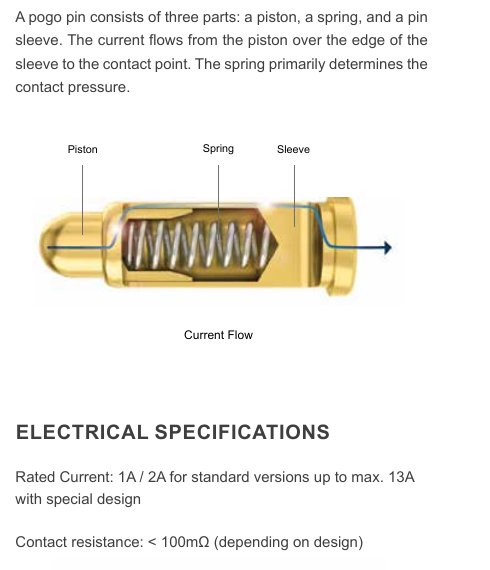 A pogo pin consists of three parts: a piston, a spring, and a pin
sleeve. The current flows from the piston over the edge of the
sleeve to the contact point. The spring primarily determines the
contact pressure.
Piston Spring Sleeve
Current Flow
ELECTRICAL SPECIFICATIONS
Rated Current: 1A / 2A for standard versions up to max. 13A
with special design
Contact resistance: < 100mΩ (depending on design)